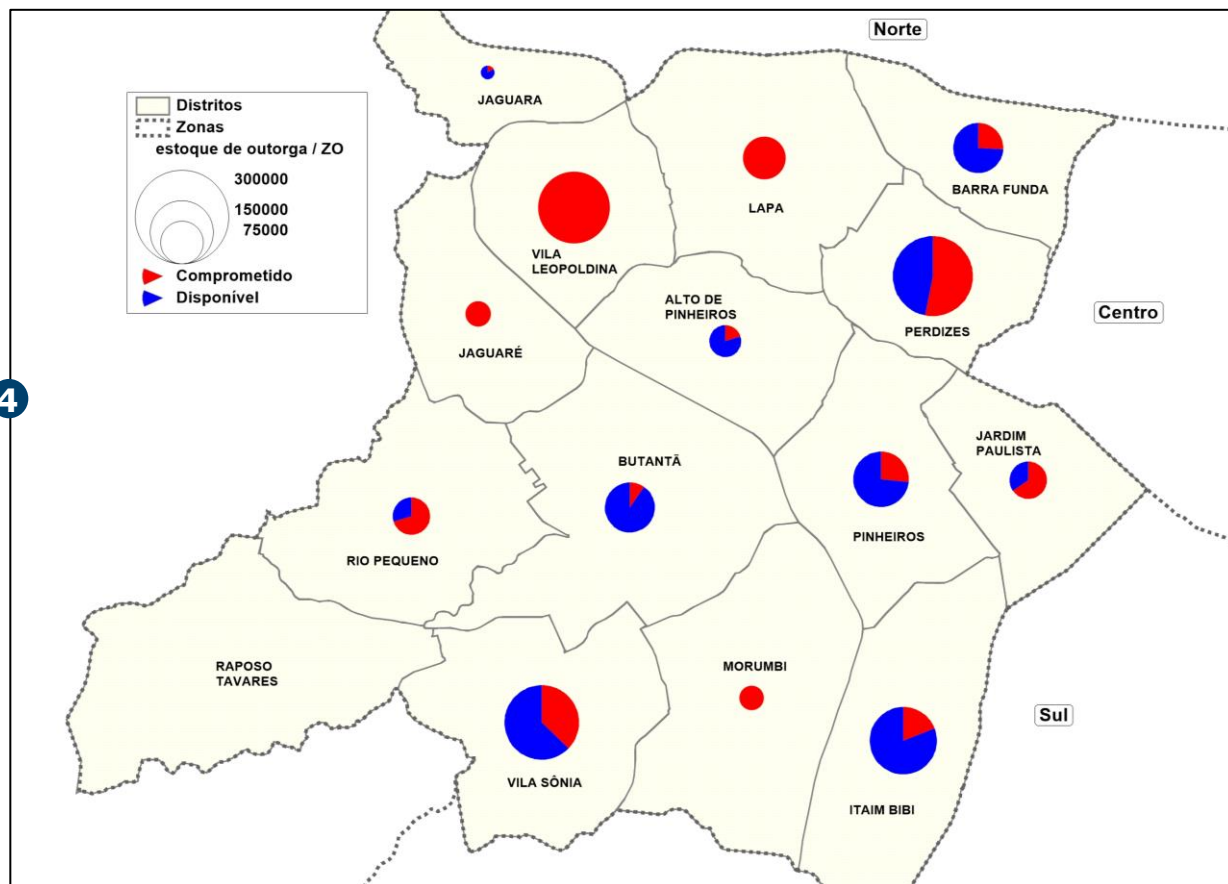 Norte
JAGUARA
Distritos
Zonas
estoque de outorga / ZO
300000
150000
75000
Comprometido
Disponível
LAPA
BARRA FUNDA
VILA
LEOPOLDINA
ALTO DE
PINHEIROS
PERDIZES
Centro
JAGUARÉ
4
JARDIM
PAULISTA
BUTANTÃ
PINHEIROS
RIO PEQUENO
RAPOSO
TAVARES
MORUMBI
Sul
VILA SÔNIA
ITAIM BIBI